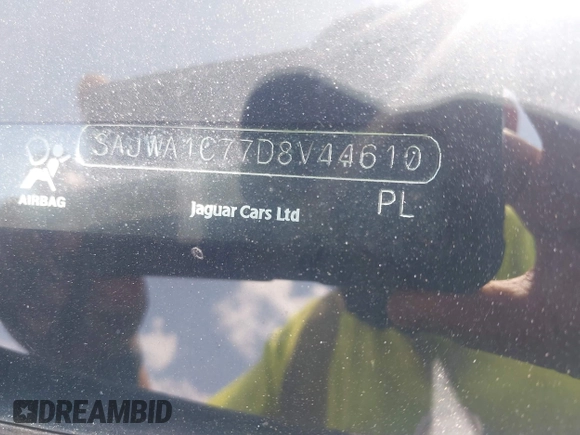 SAJWA1C77D8V44610
AIRBAG
Jaguar Cars Ltd
PL
DREAMBID